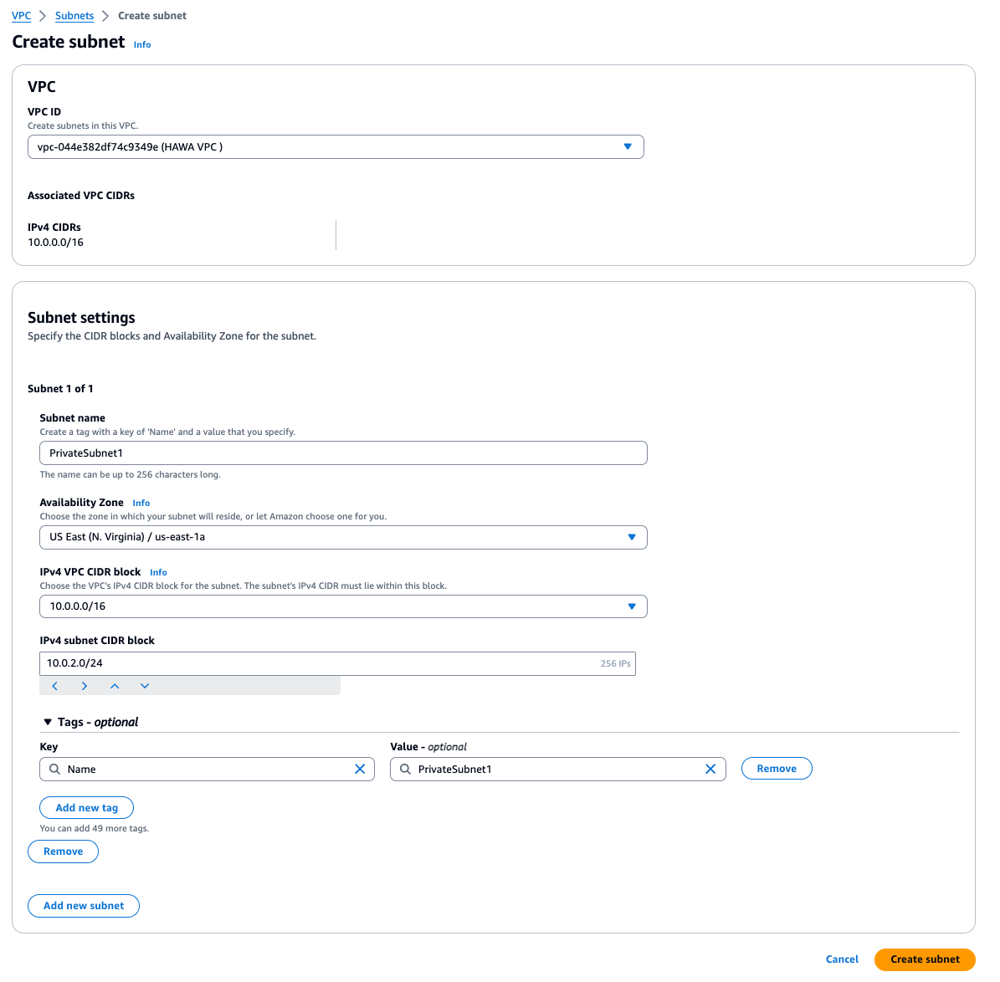 VPC > Subnets > Create subnet
Create subnet Info
VPC
VPC ID
Create subnets in this VPC.
vpc-044e382df74c9349e (HAWA VPC )
Associated VPC CIDRs
IPv4 CIDRs
10.0.0.0/16
Subnet settings
Specify the CIDR blocks and Availability Zone for the subnet.
Subnet 1 of 1
Subnet name
Create a tag with a key of 'Name' and a value that you specify.
PrivateSubnet1
The name can be up to 256 characters long.
Availability Zone Info
Choose the zone in which your subnet will reside, or let Amazon choose one for you.
US East (N. Virginia) / us-east-1a
IPv4 VPC CIDR block Info
Choose the VPC's IPv4 CIDR block for the subnet. The subnet's IPv4 CIDR must lie within this block.
10.0.0.0/16
IPv4 subnet CIDR block
10.0.2.0/24 256 IPs
Tags - optional
Key Value - optional
Name PrivateSubnet1 Remove
Add new tag
You can add 49 more tags.
Remove
Add new subnet
Cancel Create subnet